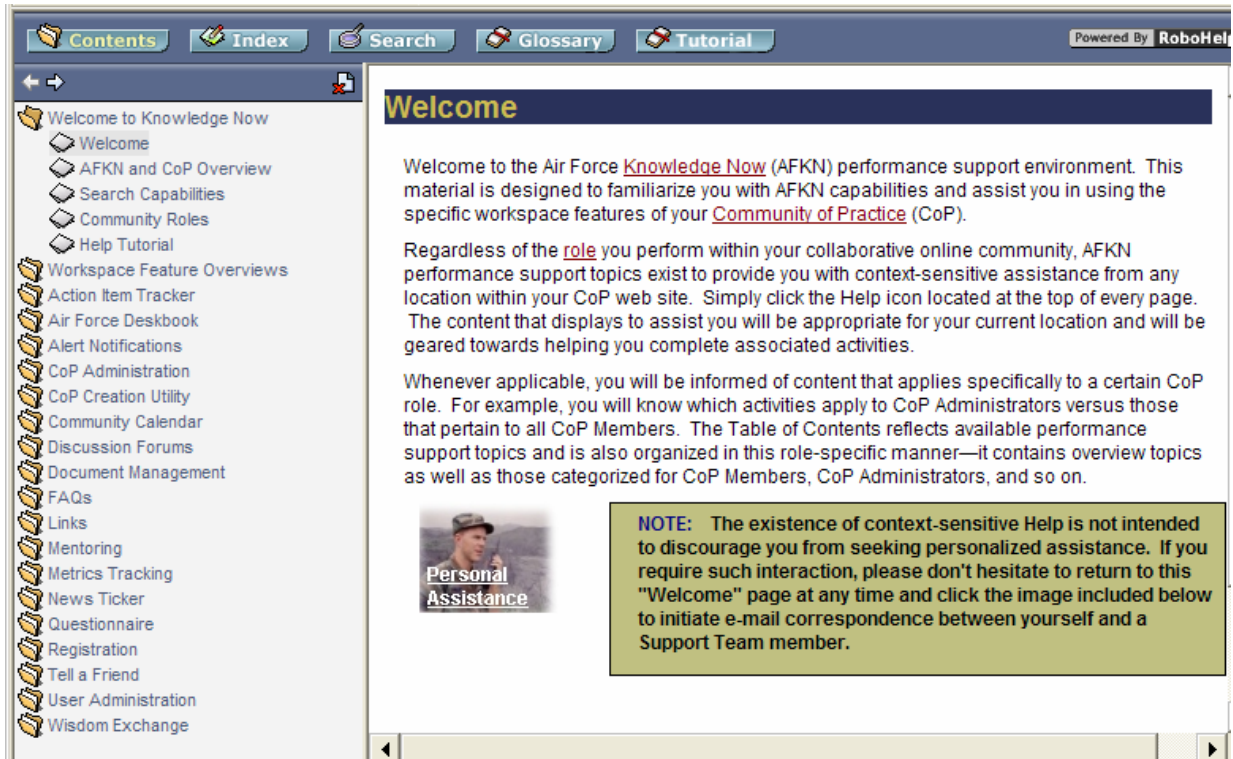 Contents Index Search Glossary Tutorial Powered By RoboHelp
Welcome to Knowledge Now
Welcome
AFKN and CoP Overview
Search Capabilities
Community Roles
Help Tutorial
Workspace Feature Overviews
Action Item Tracker
Air Force Deskbook
Alert Notifications
CoP Administration
CoP Creation Utility
Community Calendar
Discussion Forums
Document Management
FAQs
Links
Mentoring
Metrics Tracking
News Ticker
Questionnaire
Registration
Tell a Friend
User Administration
Wisdom Exchange
Welcome
Welcome to the Air Force Knowledge Now (AFKN) performance support environment. This
material is designed to familiarize you with AFKN capabilities and assist you in using the
specific workspace features of your Community of Practice (CoP).
Regardless of the role you perform within your collaborative online community, AFKN
performance support topics exist to provide you with context-sensitive assistance from any
location within your CoP web site. Simply click the Help icon located at the top of every page.
The content that displays to assist you will be appropriate for your current location and will be
geared towards helping you complete associated activities.
Whenever applicable, you will be informed of content that applies specifically to a certain CoP
role. For example, you will know which activities apply to CoP Administrators versus those
that pertain to all CoP Members. The Table of Contents reflects available performance
support topics and is also organized in this role-specific manner—it contains overview topics
as well as those categorized for CoP Members, CoP Administrators, and so on.
Personal
Assistance
NOTE: The existence of context-sensitive Help is not intended
to discourage you from seeking personalized assistance. If you
require such interaction, please don't hesitate to return to this
"Welcome" page at any time and click the image included below
to initiate e-mail correspondence between yourself and a
Support Team member.